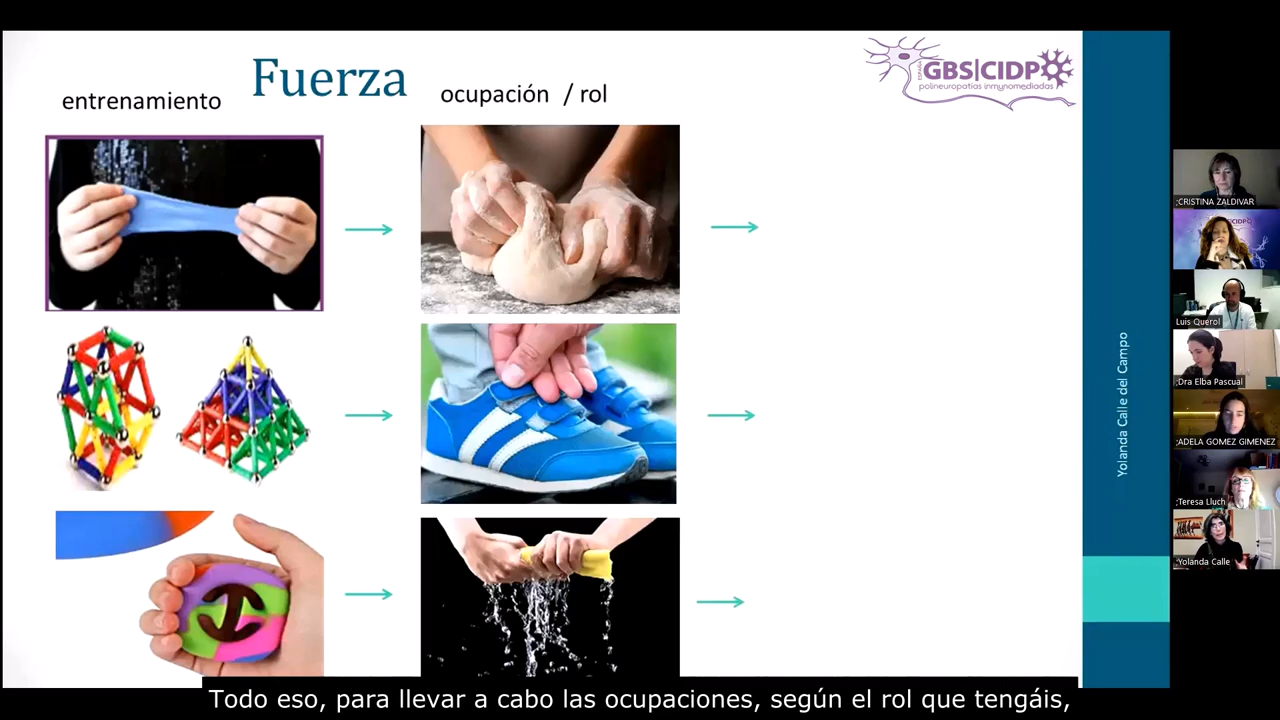 Fuerza
entrenamiento
ocupación / rol
ESPAÑA
GBS|CIDP
polineuropatías inmunomediadas
Yolanda Calle del Campo
;CRISTINA ZALDIVAR
Luis Querol
;Dra Elba Pascual
;ADELA GOMEZ GIMENEZ
;Teresa Lluch
;Yolanda Calle
Todo eso, para llevar a cabo las ocupaciones, según el rol que tengáis,